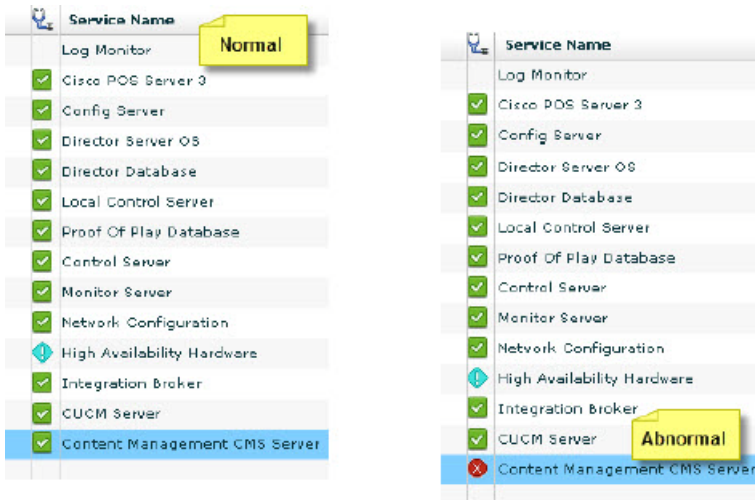 Service Name
Normal
Log Monitor
Cisco POS Server 3
Config Server
Director Server OS
Director Database
Local Control Server
Proof Of Play Database
Control Server
Monitor Server
Network Configuration
High Availability Hardware
Integration Broker
CUCM Server
Content Management CMS Server
Service Name
Log Monitor
Cisco POS Server 3
Config Server
Director Server OS
Director Database
Local Control Server
Proof Of Play Database
Control Server
Monitor Server
Network Configuration
High Availability Hardware
Integration Broker
CUCM Server
Abnormal
Content Management CMS Server